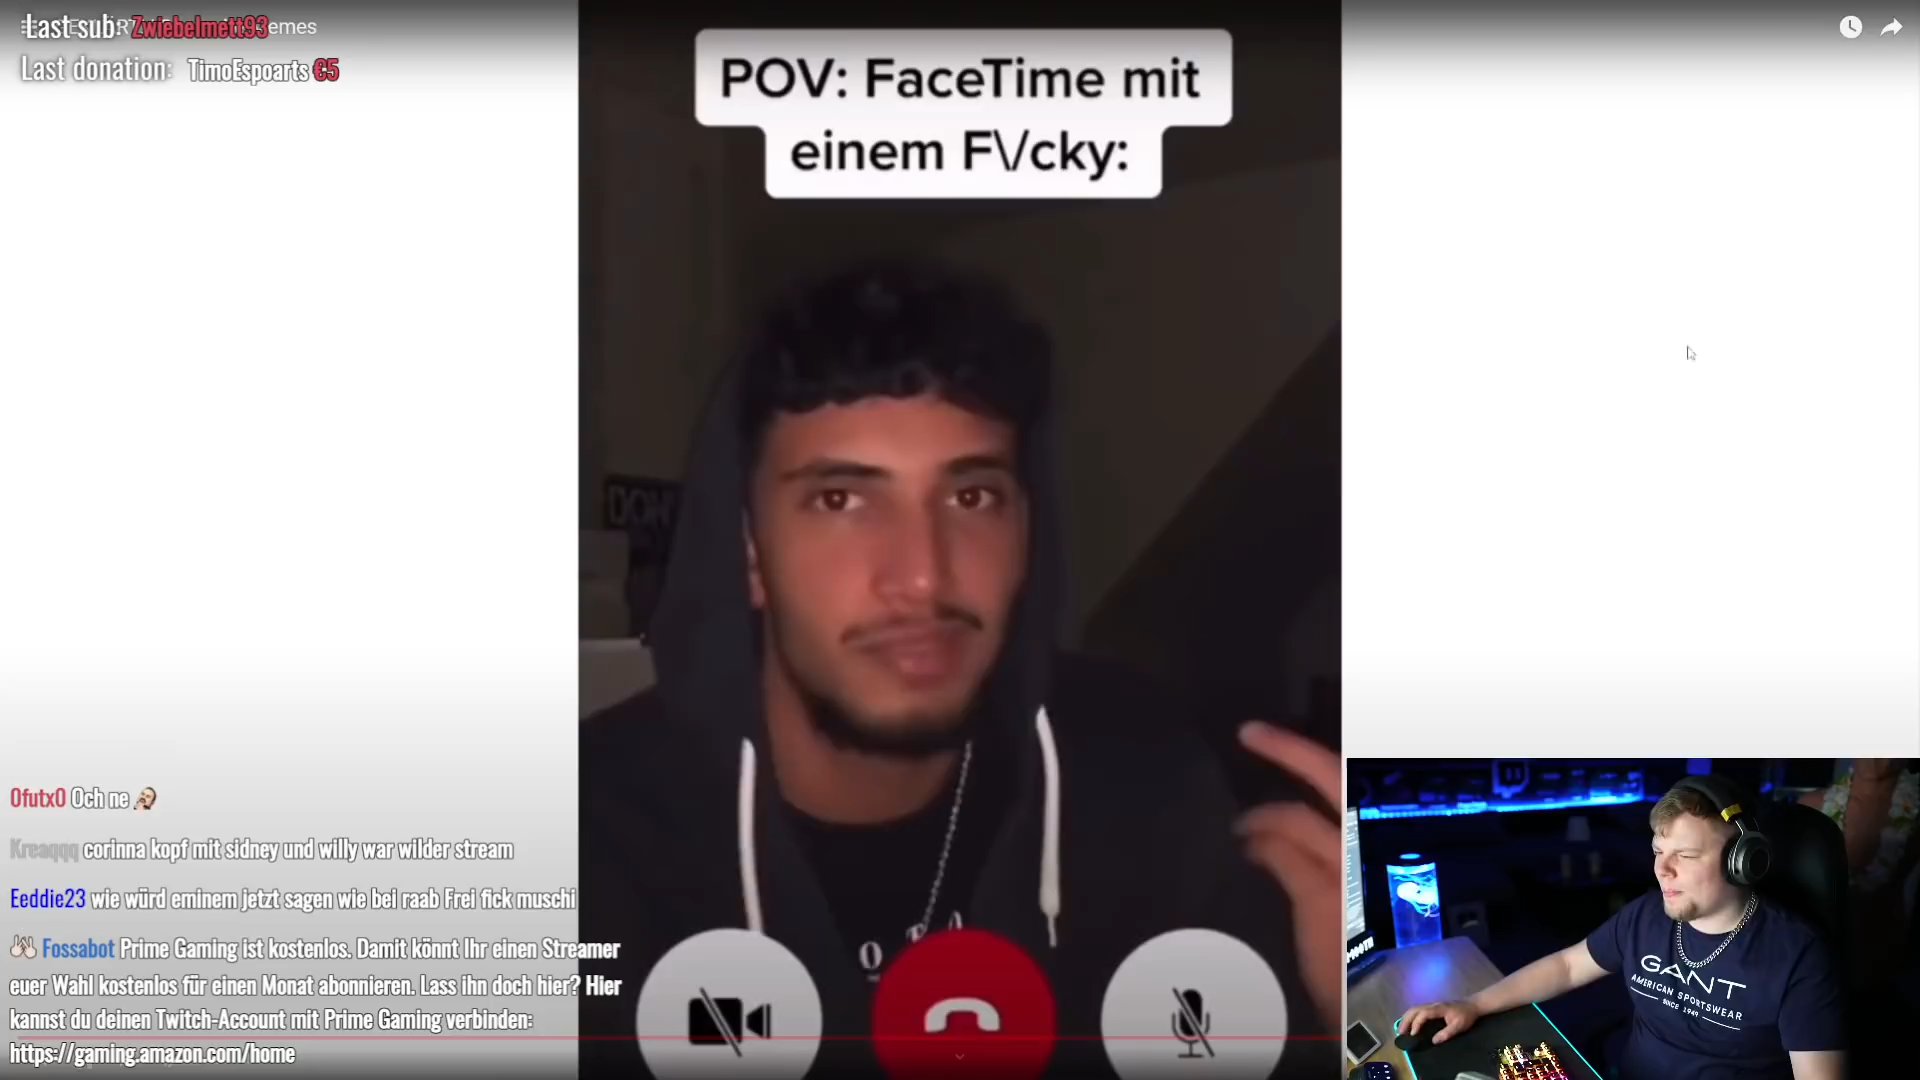 Last sub: Zwiebelmett93
emes
Last donation: TimoEspoarts €5
POV: FaceTime mit
einem F\/cky:
DON'
0futx0 Och ne
Kreaqqq corinna kopf mit sidney und willy war wilder stream
Eeddie23 wie würd eminem jetzt sagen wie bei raab Frei fick muschi
Fossabot Prime Gaming ist kostenlos. Damit könnt Ihr einen Streamer
euer Wahl kostenlos für einen Monat abonnieren. Lass ihn doch hier? Hier
kannst du deinen Twitch-Account mit Prime Gaming verbinden:
https://gaming.amazon.com/home
GANT
AMERICAN SPORTSWEAR
SINCE 1949